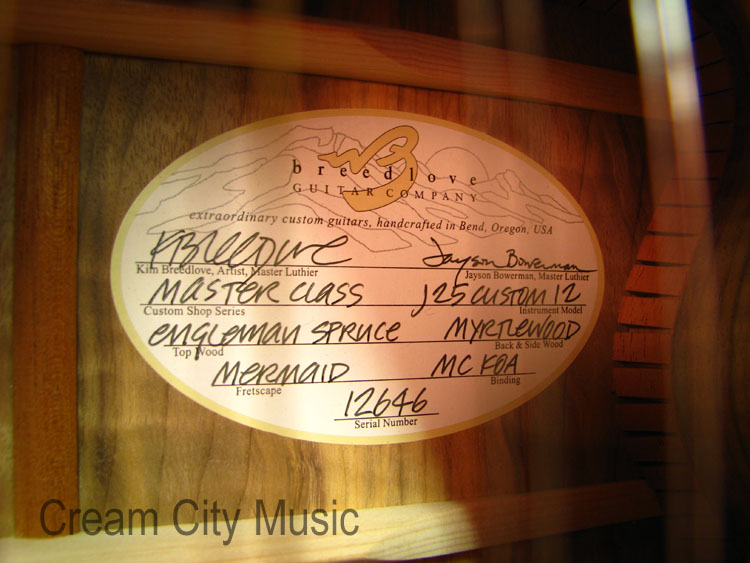 breedlove
GUITAR COMPANY
extraordinary custom guitars, handcrafted in Bend, Oregon, USA
KBreedlove Jayson Bowerman
Kim Breedlove, Artist, Master Luthier Jayson Bowerman, Master Luthier
MASTER CLASS J25 CUSTOM 12
Custom Shop Series Instrument Model
ENGLEMAN SPRUCE MYRTLEWOOD
Top Wood Back & Side Wood
MERMAID MC KOA
Fretscape Binding
12646
Serial Number
Cream City Music